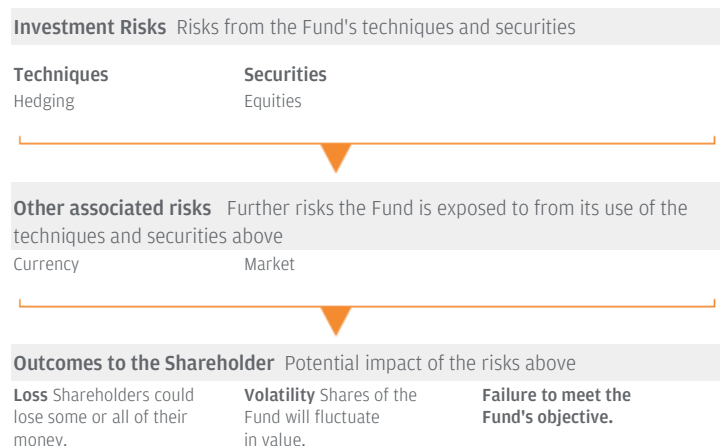 Investment Risks Risks from the Fund's techniques and securities
Techniques Securities
Hedging Equities
Other associated risks Further risks the Fund is exposed to from its use of the
techniques and securities above
Currency Market
Outcomes to the Shareholder Potential impact of the risks above
Loss Shareholders could Volatility Shares of the Failure to meet the
lose some or all of their Fund will fluctuate Fund's objective.
money. in value.